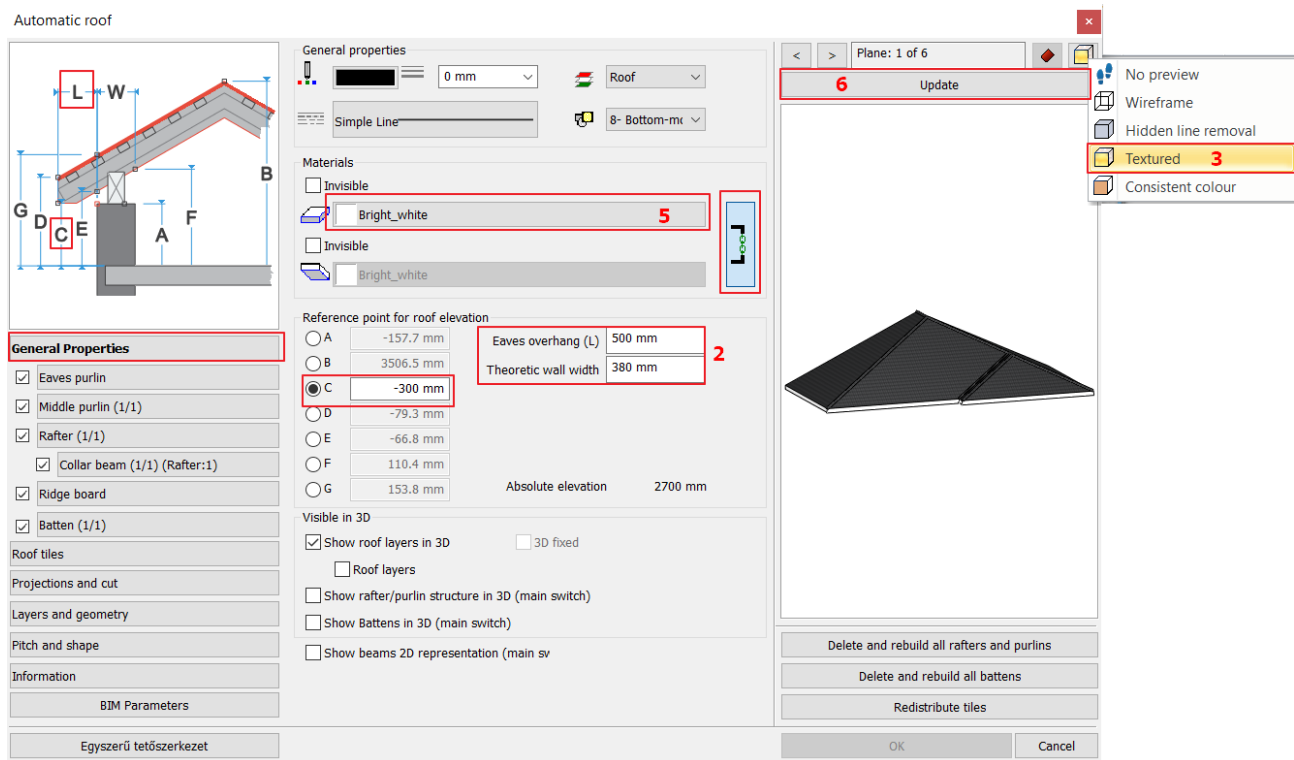 Automatic roof
L
W
B
G
D
C
E
F
A
General Properties
Eaves purlin
Middle purlin (1/1)
Rafter (1/1)
Collar beam (1/1) (Rafter:1)
Ridge board
Batten (1/1)
Roof tiles
Projections and cut
Layers and geometry
Pitch and shape
Information
BIM Parameters
Egyszerű tetőszerkezet
General properties
0 mm
Roof
Simple Line
8- Bottom-mc
Materials
Invisible
Bright_white 5
Invisible
Bright_white
Reference point for roof elevation
A -157.7 mm
B 3506.5 mm
C -300 mm
D -79.3 mm
E -66.8 mm
F 110.4 mm
G 153.8 mm
Eaves overhang (L) 500 mm
Theoretic wall width 380 mm
2
Absolute elevation 2700 mm
Visible in 3D
Show roof layers in 3D
3D fixed
Roof layers
Show rafter/purlin structure in 3D (main switch)
Show Battens in 3D (main switch)
Show beams 2D representation (main sv
< > Plane: 1 of 6
6 Update
No preview
Wireframe
Hidden line removal
Textured 3
Consistent colour
Delete and rebuild all rafters and purlins
Delete and rebuild all battens
Redistribute tiles
OK
Cancel